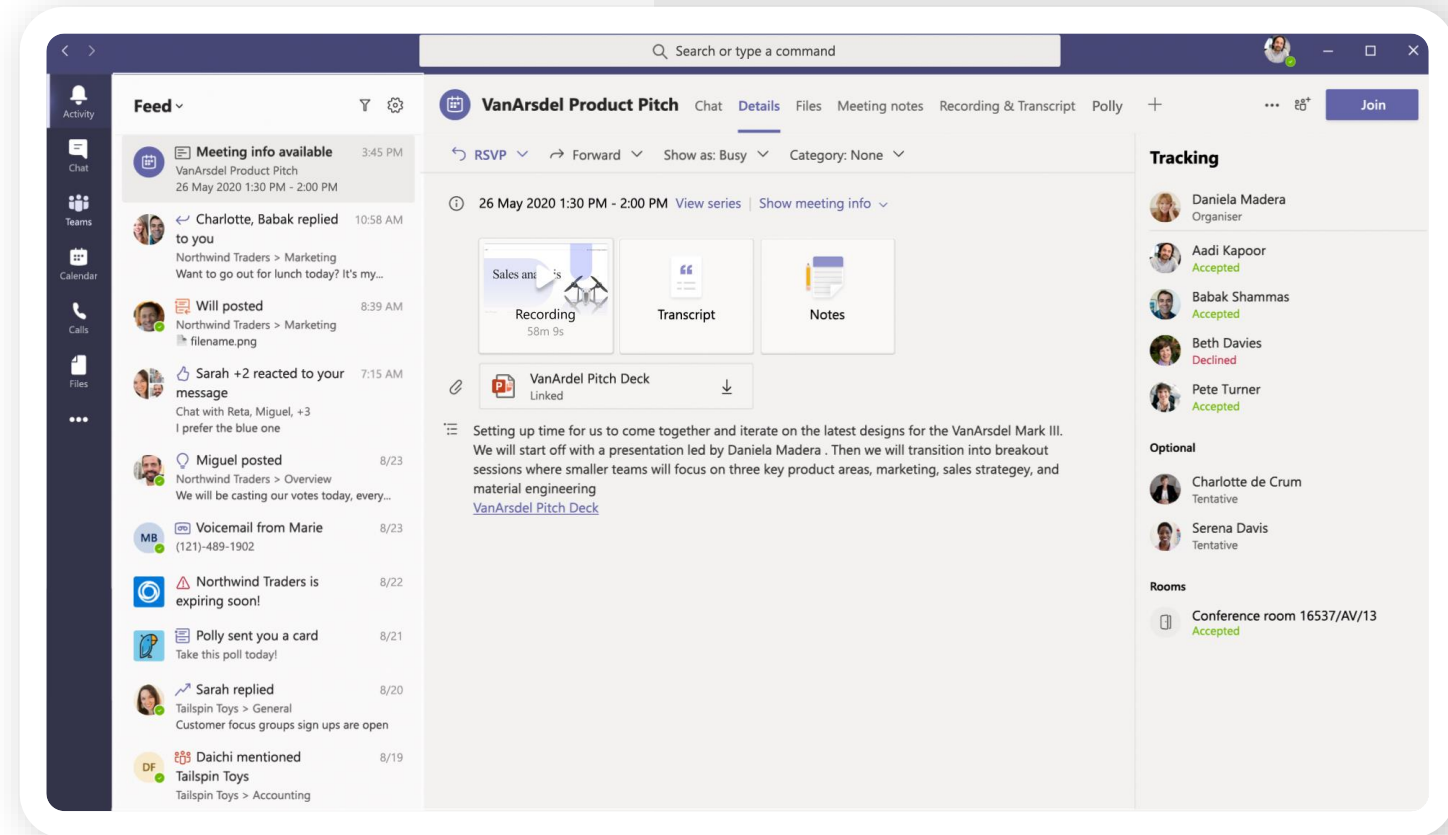 Search or type a command
Activity
Chat
Teams
Calendar
Calls
Files
Feed
Meeting info available 3:45 PM
VanArsdel Product Pitch
26 May 2020 1:30 PM - 2:00 PM
Charlotte, Babak replied 10:58 AM
to you
Northwind Traders > Marketing
Want to go out for lunch today? It's my...
Will posted 8:39 AM
Northwind Traders > Marketing
filename.png
Sarah +2 reacted to your 7:15 AM
message
Chat with Reta, Miguel, +3
I prefer the blue one
Miguel posted 8/23
Northwind Traders > Overview
We will be casting our votes today, every...
MB
Voicemail from Marie 8/23
(121)-489-1902
Northwind Traders is 8/22
expiring soon!
Polly sent you a card 8/21
Take this poll today!
Sarah replied 8/20
Tailspin Toys > General
Customer focus groups sign ups are open
DF
Daichi mentioned 8/19
Tailspin Toys
Tailspin Toys > Accounting
VanArsdel Product Pitch Chat Details Files Meeting notes Recording & Transcript Polly
Join
RSVP Forward Show as: Busy Category: None
26 May 2020 1:30 PM - 2:00 PM View series | Show meeting info
Sales
Recording
58m 9s
Transcript
Notes
VanArdel Pitch Deck
Linked
Setting up time for us to come together and iterate on the latest designs for the VanArsdel Mark III.
We will start off with a presentation led by Daniela Madera . Then we will transition into breakout
sessions where smaller teams will focus on three key product areas, marketing, sales strategey, and
material engineering
VanArsdel Pitch Deck
Tracking
Daniela Madera
Organiser
Aadi Kapoor
Accepted
Babak Shammas
Accepted
Beth Davies
Declined
Pete Turner
Accepted
Optional
Charlotte de Crum
Tentative
Serena Davis
Tentative
Rooms
Conference room 16537/AV/13
Accepted